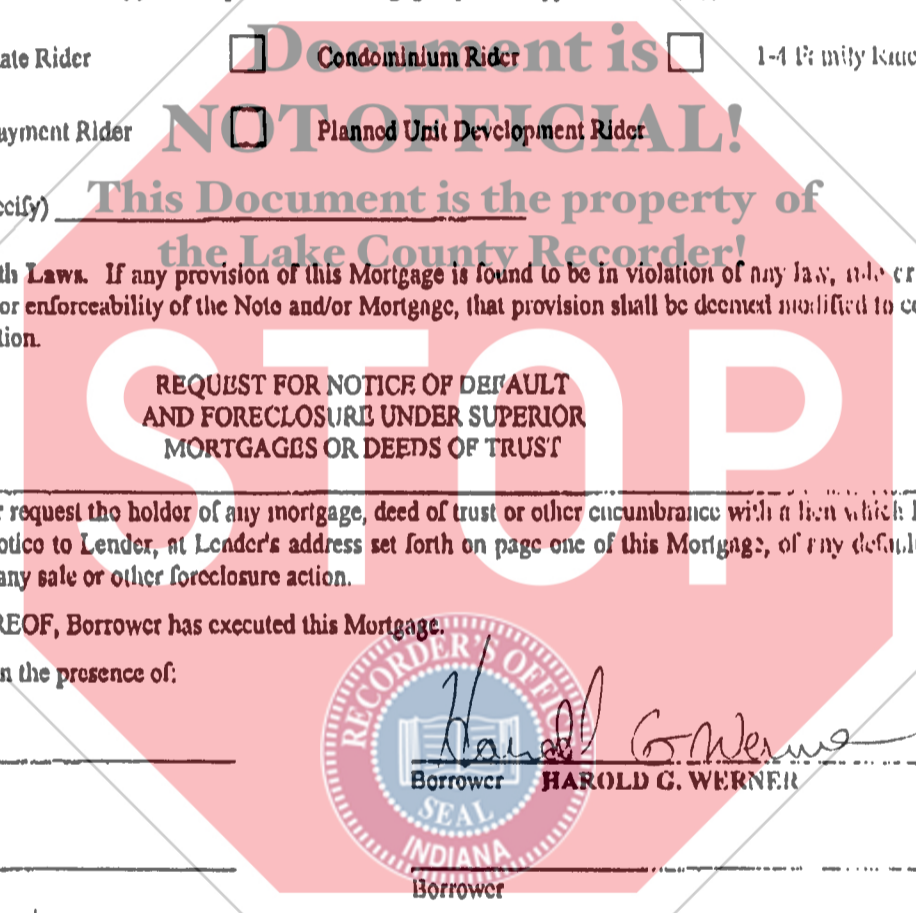 ate Rider Condominium Rider 1-4 Family
Document is
ayment Rider Planned Unit Development Rider
NOT OFFICIAL!
ecify)
This Document is the property of
the Lake County Recorder!
th Laws. If any provision of this Mortgage is found to be in violation of any law,
or enforceability of the Note and/or Mortgage, that provision shall be deemed modified to
tion.
STOP
REQUEST FOR NOTICE OF DEFAULT
AND FORECLOSURE UNDER SUPERIOR
MORTGAGES OR DEEDS OF TRUST
request the holder of any mortgage, deed of trust or other encumbrance with a lien which
otice to Lender, at Lender's address set forth on page one of this Mortgage, of any
any sale or other foreclosure action.
REOF, Borrower has executed this Mortgage.
n the presence of:
RECORDER'S OFFICE
Harold G Werner
Borrower HAROLD G. WERNER
SEAL
INDIANA
Borrower